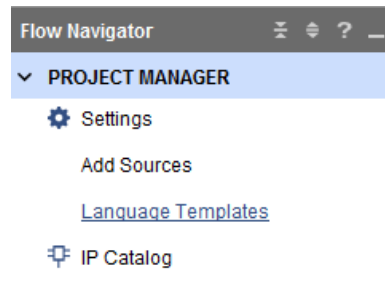 Flow Navigator ?
PROJECT MANAGER
Settings
Add Sources
Language Templates
IP Catalog